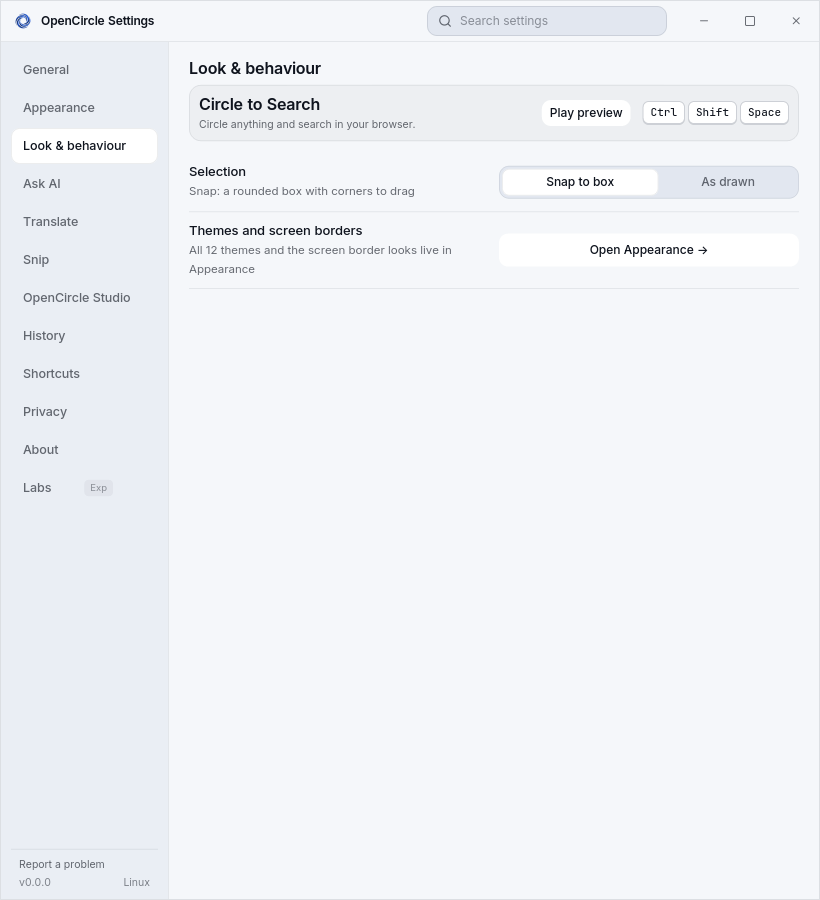 OpenCircle Settings
Search settings
General
Appearance
Look & behaviour
Ask AI
Translate
Snip
OpenCircle Studio
History
Shortcuts
Privacy
About
Labs Exp
Report a problem
v0.0.0 Linux
Look & behaviour
Circle to Search
Circle anything and search in your browser.
Play preview Ctrl Shift Space
Selection
Snap: a rounded box with corners to drag
Snap to box As drawn
Themes and screen borders
All 12 themes and the screen border looks live in
Appearance
Open Appearance →